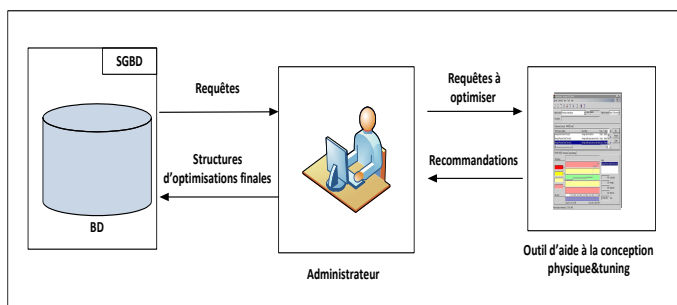 SGBD
Requêtes
Structures
d'optimisations finales
BD
Administrateur
Requêtes à
optimiser
Recommandations
Outil d'aide à la conception
physique&tuning